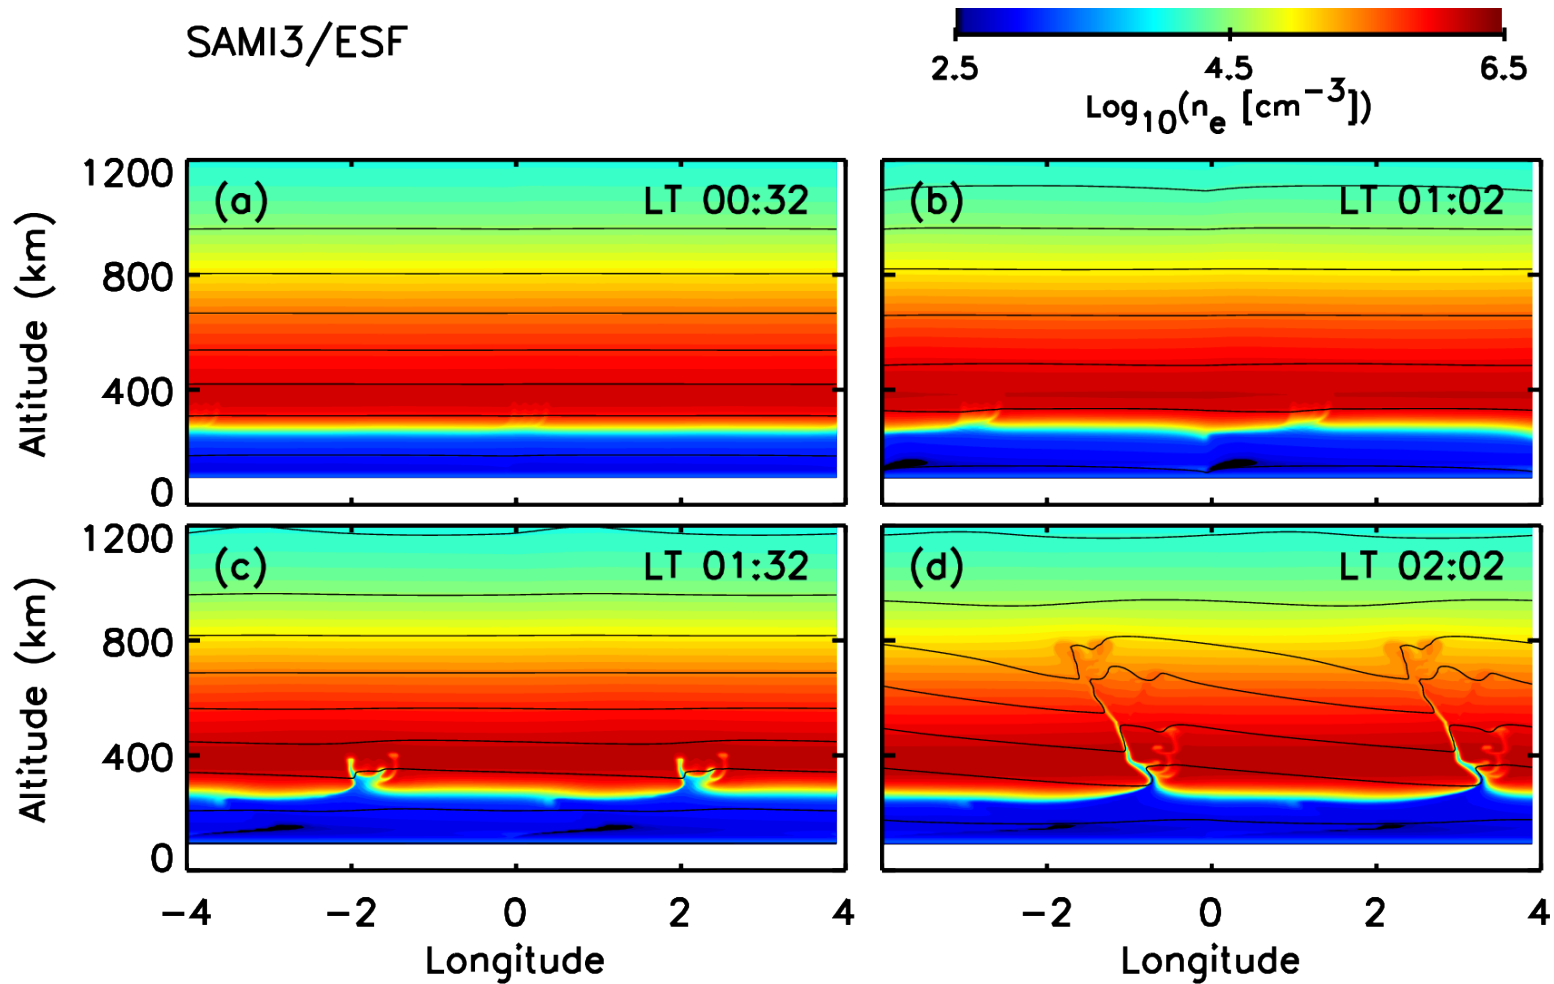 SAMI3/ESF
2.5 4.5 6.5
Log10(ne [cm−3])
(a) LT 00:32
(b) LT 01:02
1200
800
400
0
Altitude (km)
(c) LT 01:32
(d) LT 02:02
1200
800
400
0
Altitude (km)
−4 −2 0 2 4
−2 0 2 4
Longitude
Longitude